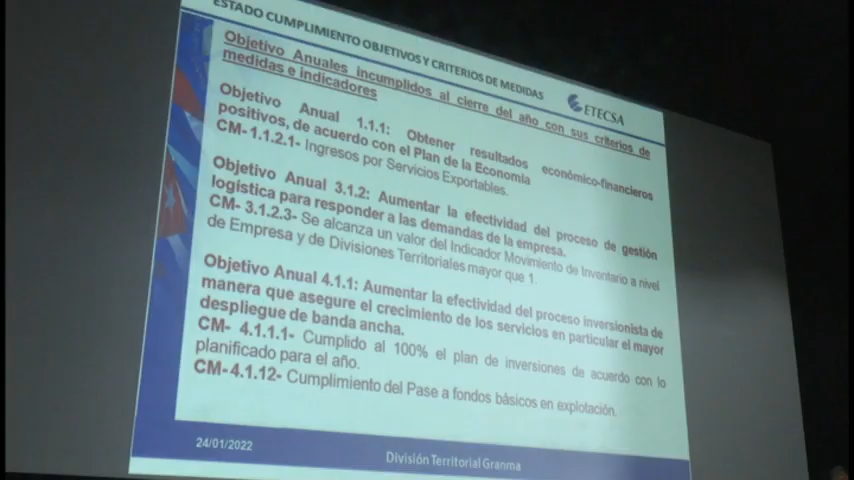 ESTADO CUMPLIMIENTO OBJETIVOS Y CRITERIOS DE MEDIDAS
ETECSA
Objetivo Anuales incumplidos al cierre del año con sus criterios de
medidas e indicadores
Objetivo Anual 1.1.1: Obtener resultados económico-financieros
positivos, de acuerdo con el Plan de la Economía
CM-1.1.2.1- Ingresos por Servicios Exportables.
Objetivo Anual 3.1.2: Aumentar la efectividad del proceso de gestión
logística para responder a las demandas de la empresa.
CM- 3.1.2.3- Se alcanza un valor del Indicador Movimiento de Inventario a nivel
de Empresa y de Divisiones Territoriales mayor que 1.
Objetivo Anual 4.1.1: Aumentar la efectividad del proceso inversionista de
manera que asegure el crecimiento de los servicios en particular el mayor
despliegue de banda ancha.
CM- 4.1.1.1- Cumplido al 100% el plan de inversiones de acuerdo con lo
planificado para el año.
CM-4.1.12- Cumplimiento del Pase a fondos básicos en explotación.
24/01/2022
División Territorial Granma